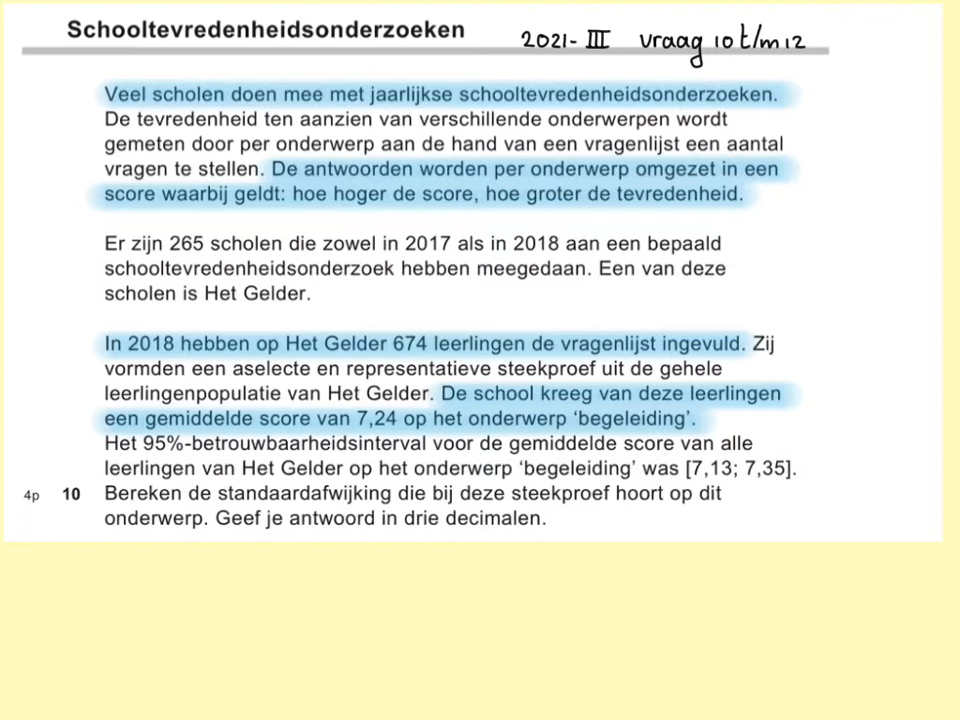 Schooltevredenheidsonderzoeken
2021-III vraag 10 t/m 12
Veel scholen doen mee met jaarlijkse schooltevredenheidsonderzoeken.
De tevredenheid ten aanzien van verschillende onderwerpen wordt
gemeten door per onderwerp aan de hand van een vragenlijst een aantal
vragen te stellen. De antwoorden worden per onderwerp omgezet in een
score waarbij geldt: hoe hoger de score, hoe groter de tevredenheid.
Er zijn 265 scholen die zowel in 2017 als in 2018 aan een bepaald
schooltevredenheidsonderzoek hebben meegedaan. Een van deze
scholen is Het Gelder.
In 2018 hebben op Het Gelder 674 leerlingen de vragenlijst ingevuld. Zij
vormden een aselecte en representatieve steekproef uit de gehele
leerlingenpopulatie van Het Gelder. De school kreeg van deze leerlingen
een gemiddelde score van 7,24 op het onderwerp ‘begeleiding’.
Het 95%-betrouwbaarheidsinterval voor de gemiddelde score van alle
leerlingen van Het Gelder op het onderwerp ‘begeleiding’ was [7,13; 7,35].
4p 10 Bereken de standaardafwijking die bij deze steekproef hoort op dit
onderwerp. Geef je antwoord in drie decimalen.